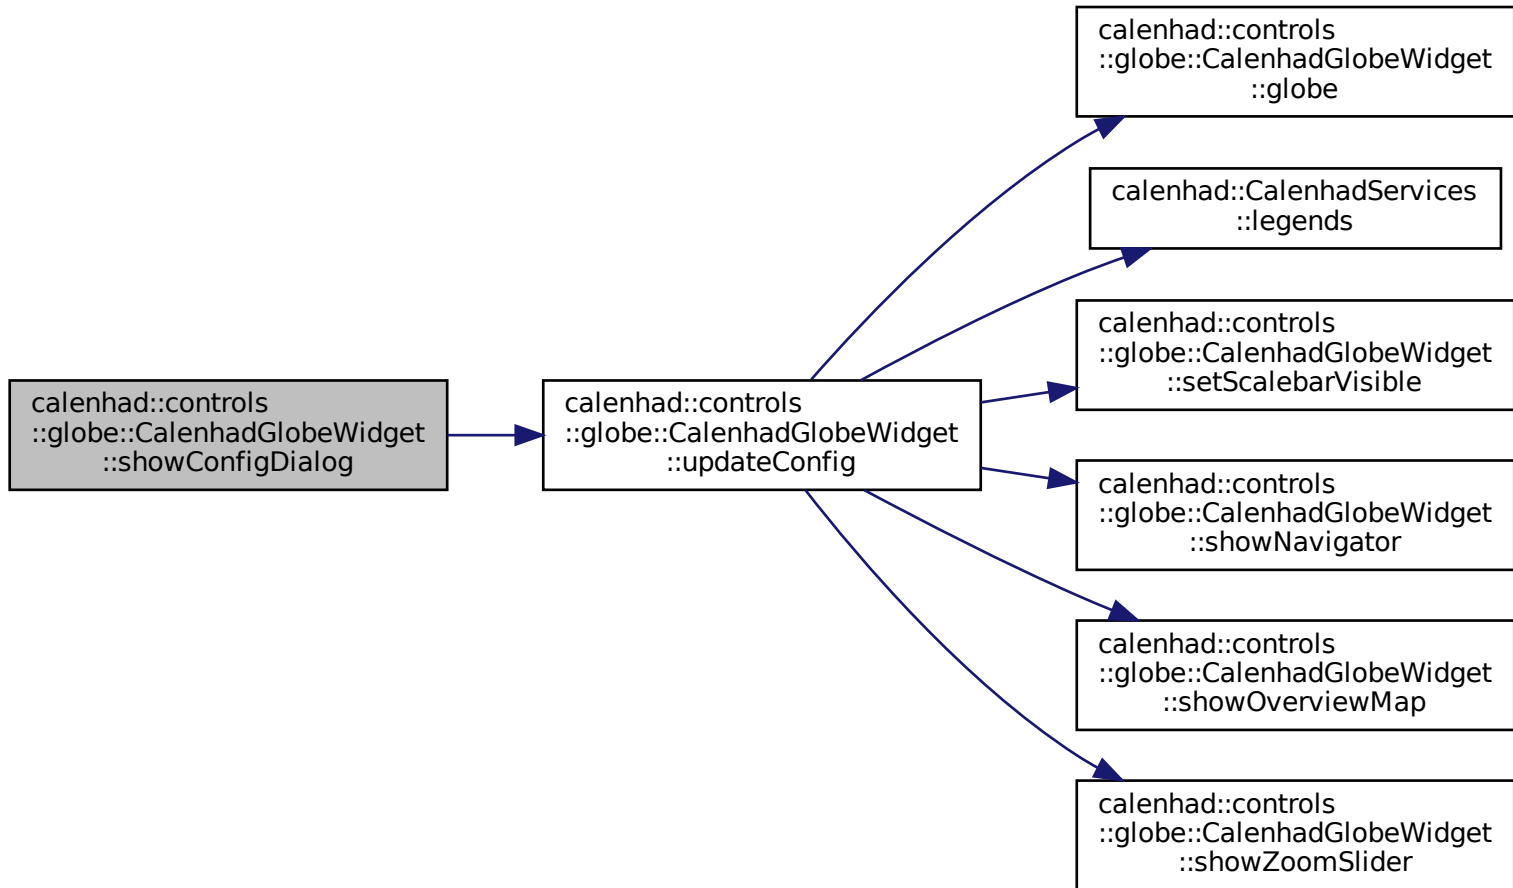 calenhad::controls
::globe::CalenhadGlobeWidget
::showConfigDialog
calenhad::controls
::globe::CalenhadGlobeWidget
::updateConfig
calenhad::controls
::globe::CalenhadGlobeWidget
::globe
calenhad::CalenhadServices
::legends
calenhad::controls
::globe::CalenhadGlobeWidget
::setScalebarVisible
calenhad::controls
::globe::CalenhadGlobeWidget
::showNavigator
calenhad::controls
::globe::CalenhadGlobeWidget
::showOverviewMap
calenhad::controls
::globe::CalenhadGlobeWidget
::showZoomSlider